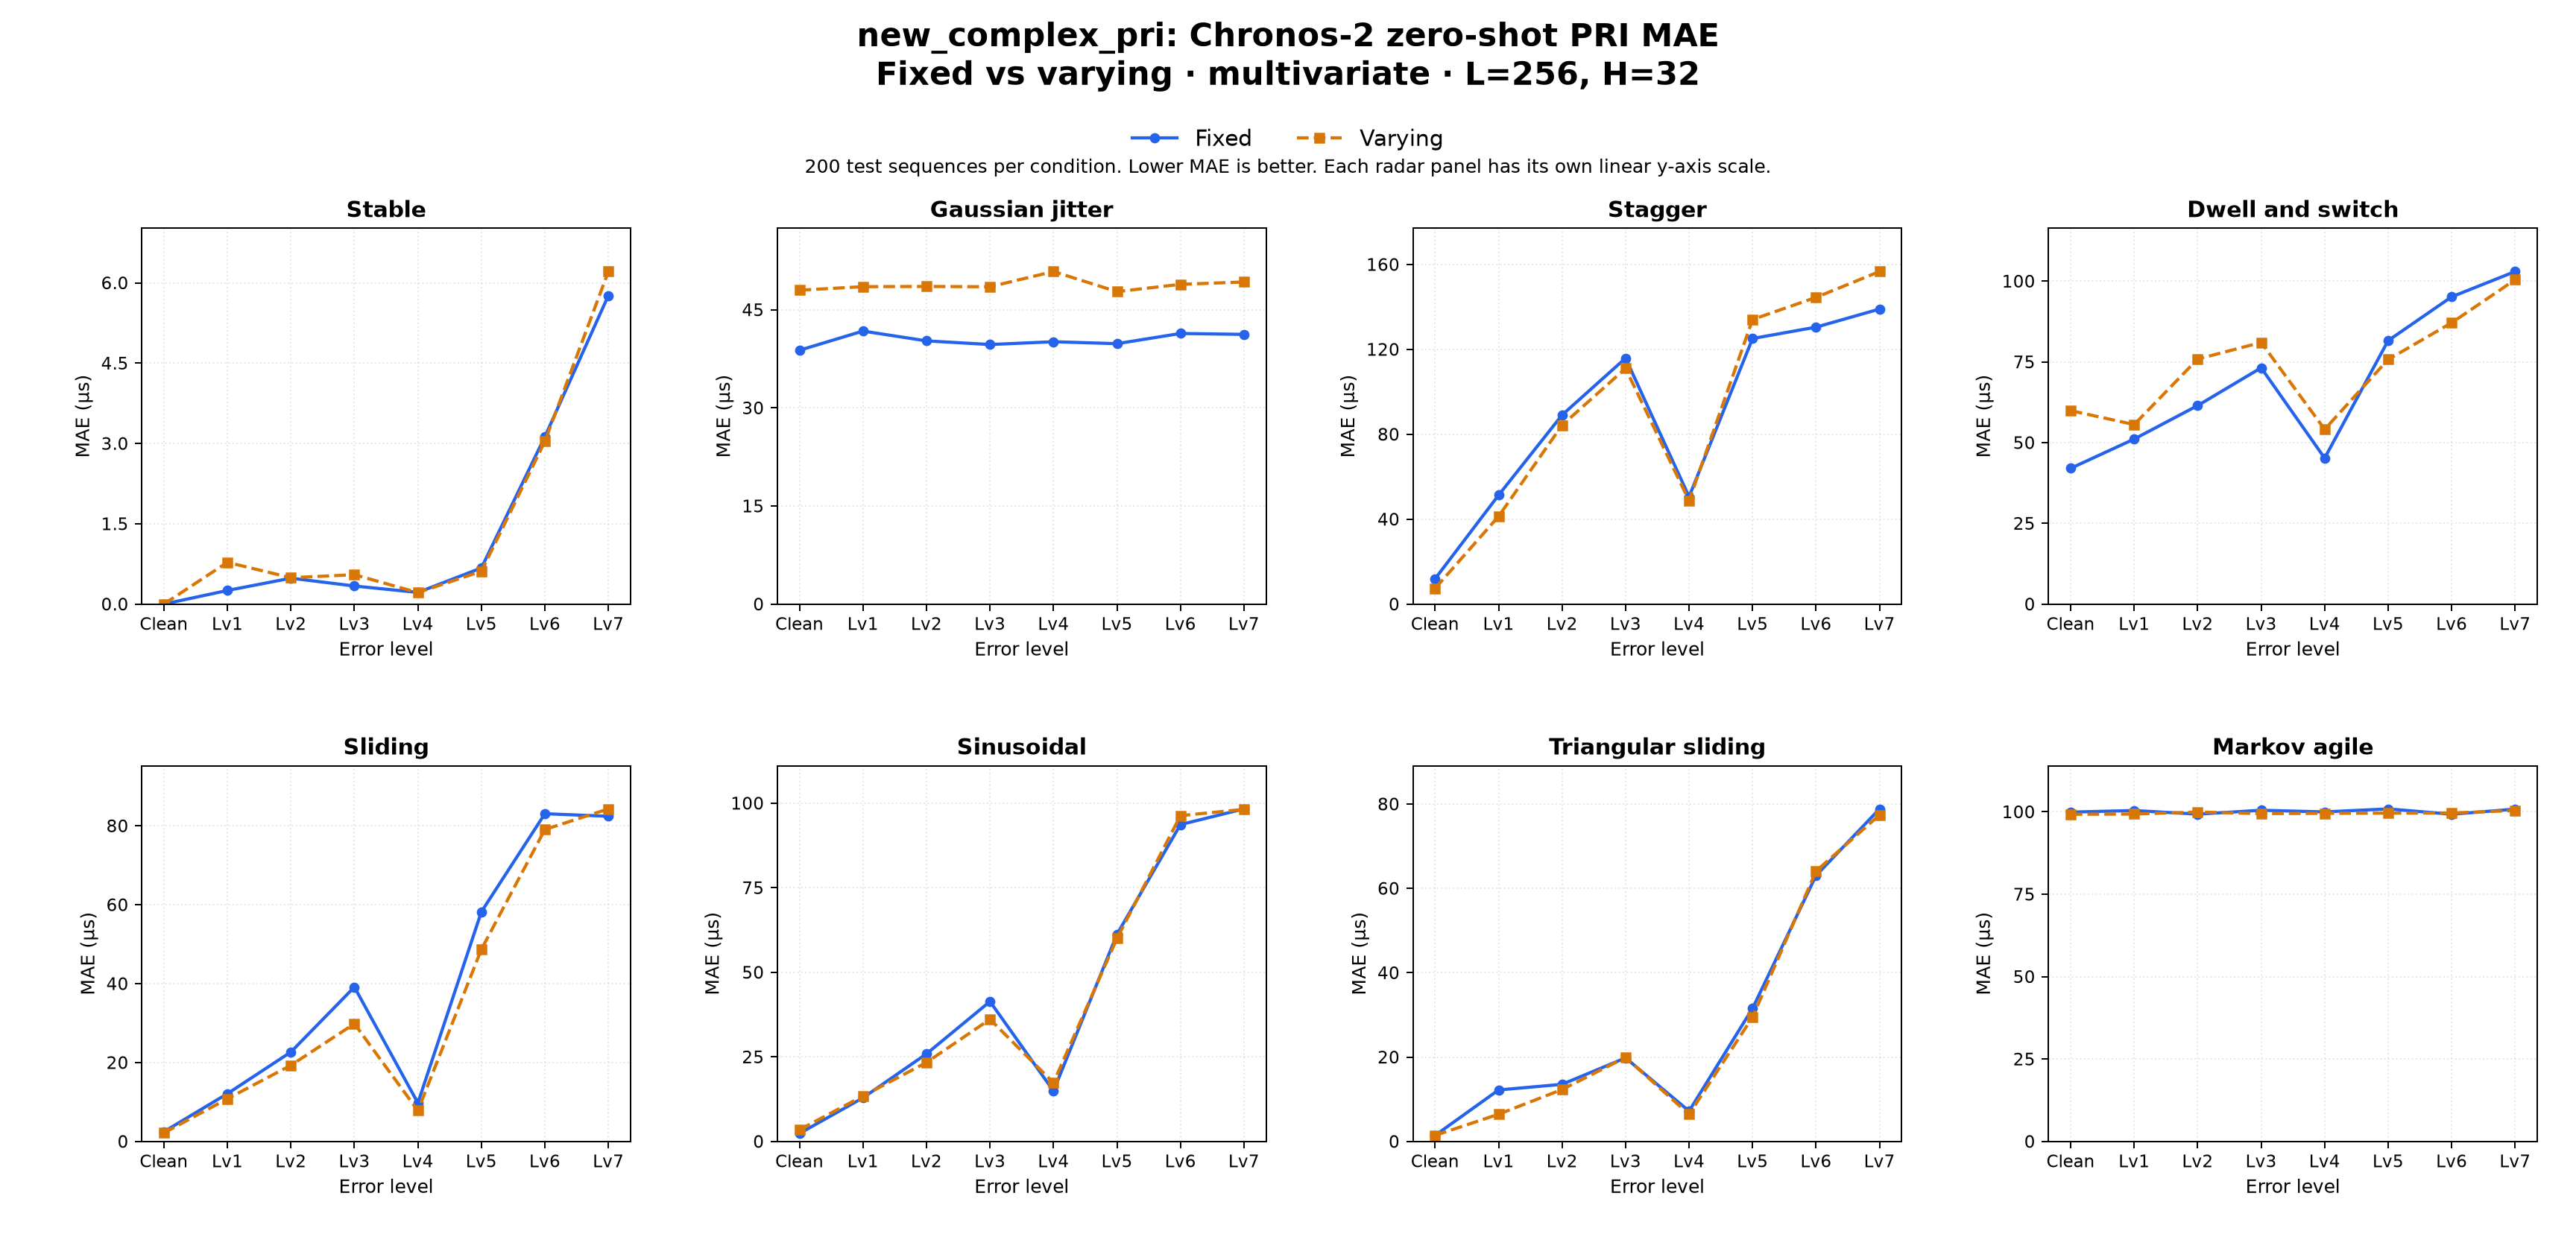 new_complex_pri: Chronos-2 zero-shot PRI MAE
Fixed vs varying · multivariate · L=256, H=32
Fixed Varying
200 test sequences per condition. Lower MAE is better. Each radar panel has its own linear y-axis scale.
Stable
MAE (µs)
6.0
4.5
3.0
1.5
0.0
Clean Lv1 Lv2 Lv3 Lv4 Lv5 Lv6 Lv7
Error level
Gaussian jitter
MAE (µs)
45
30
15
0
Clean Lv1 Lv2 Lv3 Lv4 Lv5 Lv6 Lv7
Error level
Stagger
MAE (µs)
160
120
80
40
0
Clean Lv1 Lv2 Lv3 Lv4 Lv5 Lv6 Lv7
Error level
Dwell and switch
MAE (µs)
100
75
50
25
0
Clean Lv1 Lv2 Lv3 Lv4 Lv5 Lv6 Lv7
Error level
Sliding
MAE (µs)
80
60
40
20
0
Clean Lv1 Lv2 Lv3 Lv4 Lv5 Lv6 Lv7
Error level
Sinusoidal
MAE (µs)
100
75
50
25
0
Clean Lv1 Lv2 Lv3 Lv4 Lv5 Lv6 Lv7
Error level
Triangular sliding
MAE (µs)
80
60
40
20
0
Clean Lv1 Lv2 Lv3 Lv4 Lv5 Lv6 Lv7
Error level
Markov agile
MAE (µs)
100
75
50
25
0
Clean Lv1 Lv2 Lv3 Lv4 Lv5 Lv6 Lv7
Error level